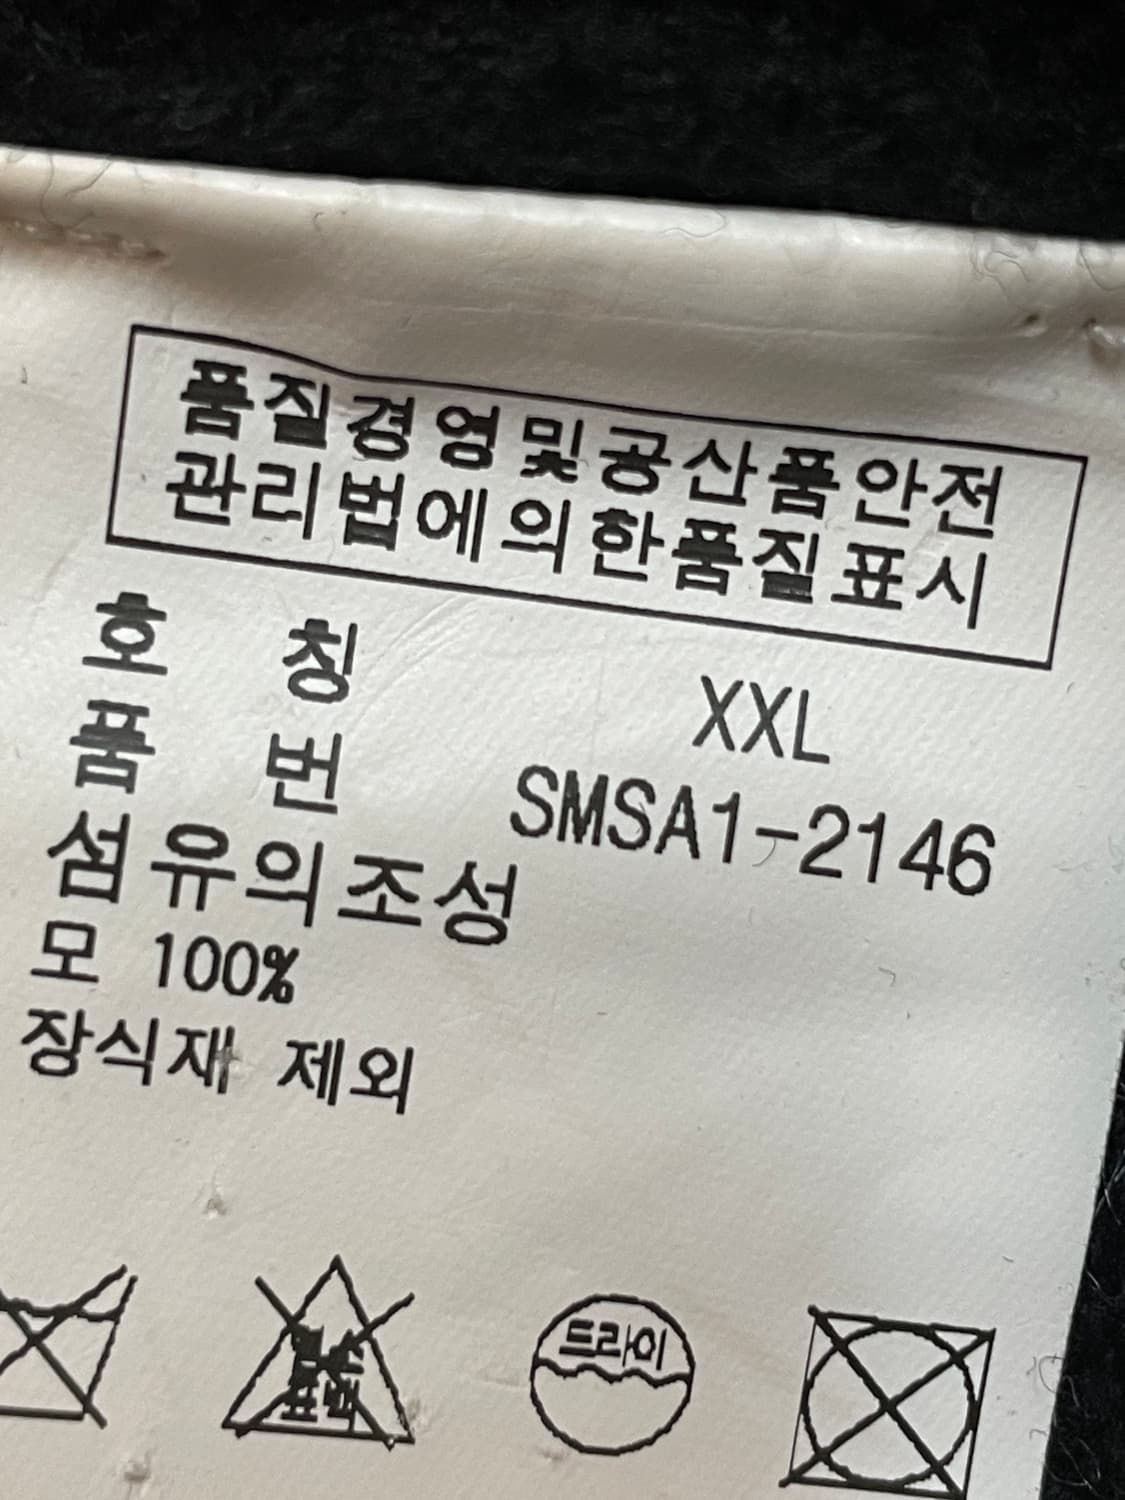 품질경영및공산품안전
관리법에의한품질표시
호 칭 XXL
품 번 SMSA1-2146
섬유의조성
모 100%
장식재 제외
드라이